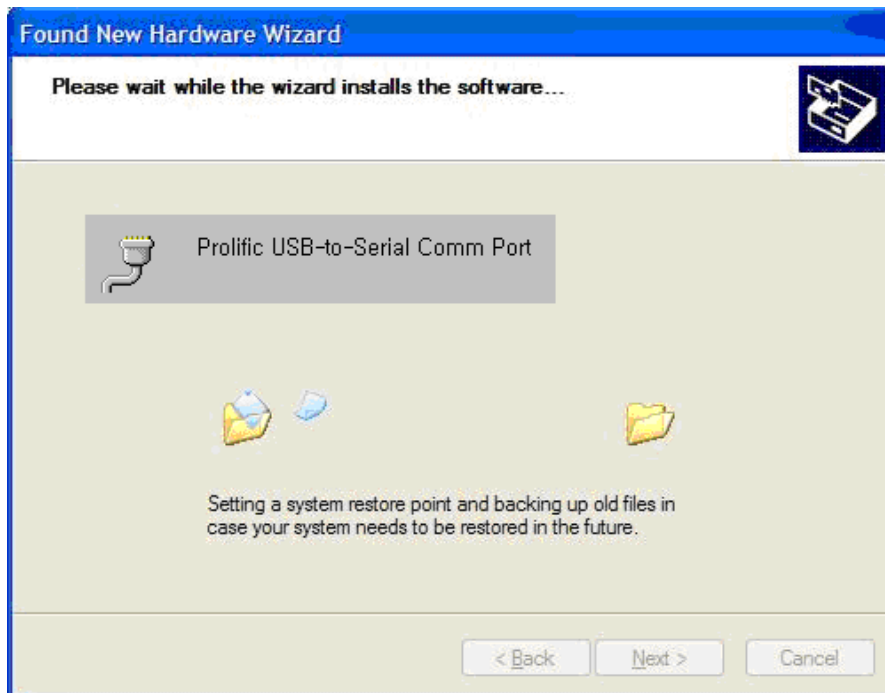 Found New Hardware Wizard
Please wait while the wizard installs the software...
Prolific USB-to-Serial Comm Port
Setting a system restore point and backing up old files in
case your system needs to be restored in the future.
< Back
Next >
Cancel